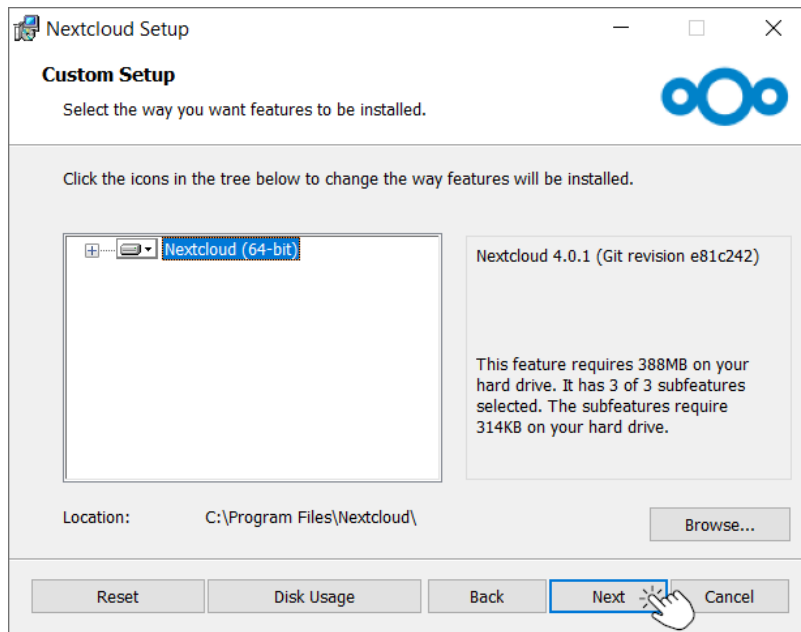 Nextcloud Setup
Custom Setup
Select the way you want features to be installed.
Click the icons in the tree below to change the way features will be installed.
Nextcloud (64-bit)
Nextcloud 4.0.1 (Git revision e81c242)
This feature requires 388MB on your
hard drive. It has 3 of 3 subfeatures
selected. The subfeatures require
314KB on your hard drive.
Location: C:\Program Files\Nextcloud\
Browse...
Reset Disk Usage Back Next Cancel